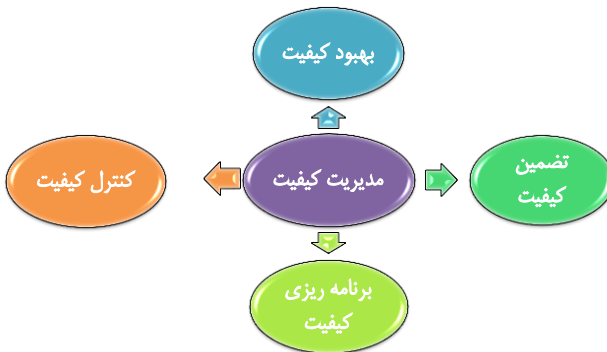 بهبود کیفیت
تضمین
کیفیت
مدیریت کیفیت
کنترل کیفیت
برنامه ریزی
کیفیت